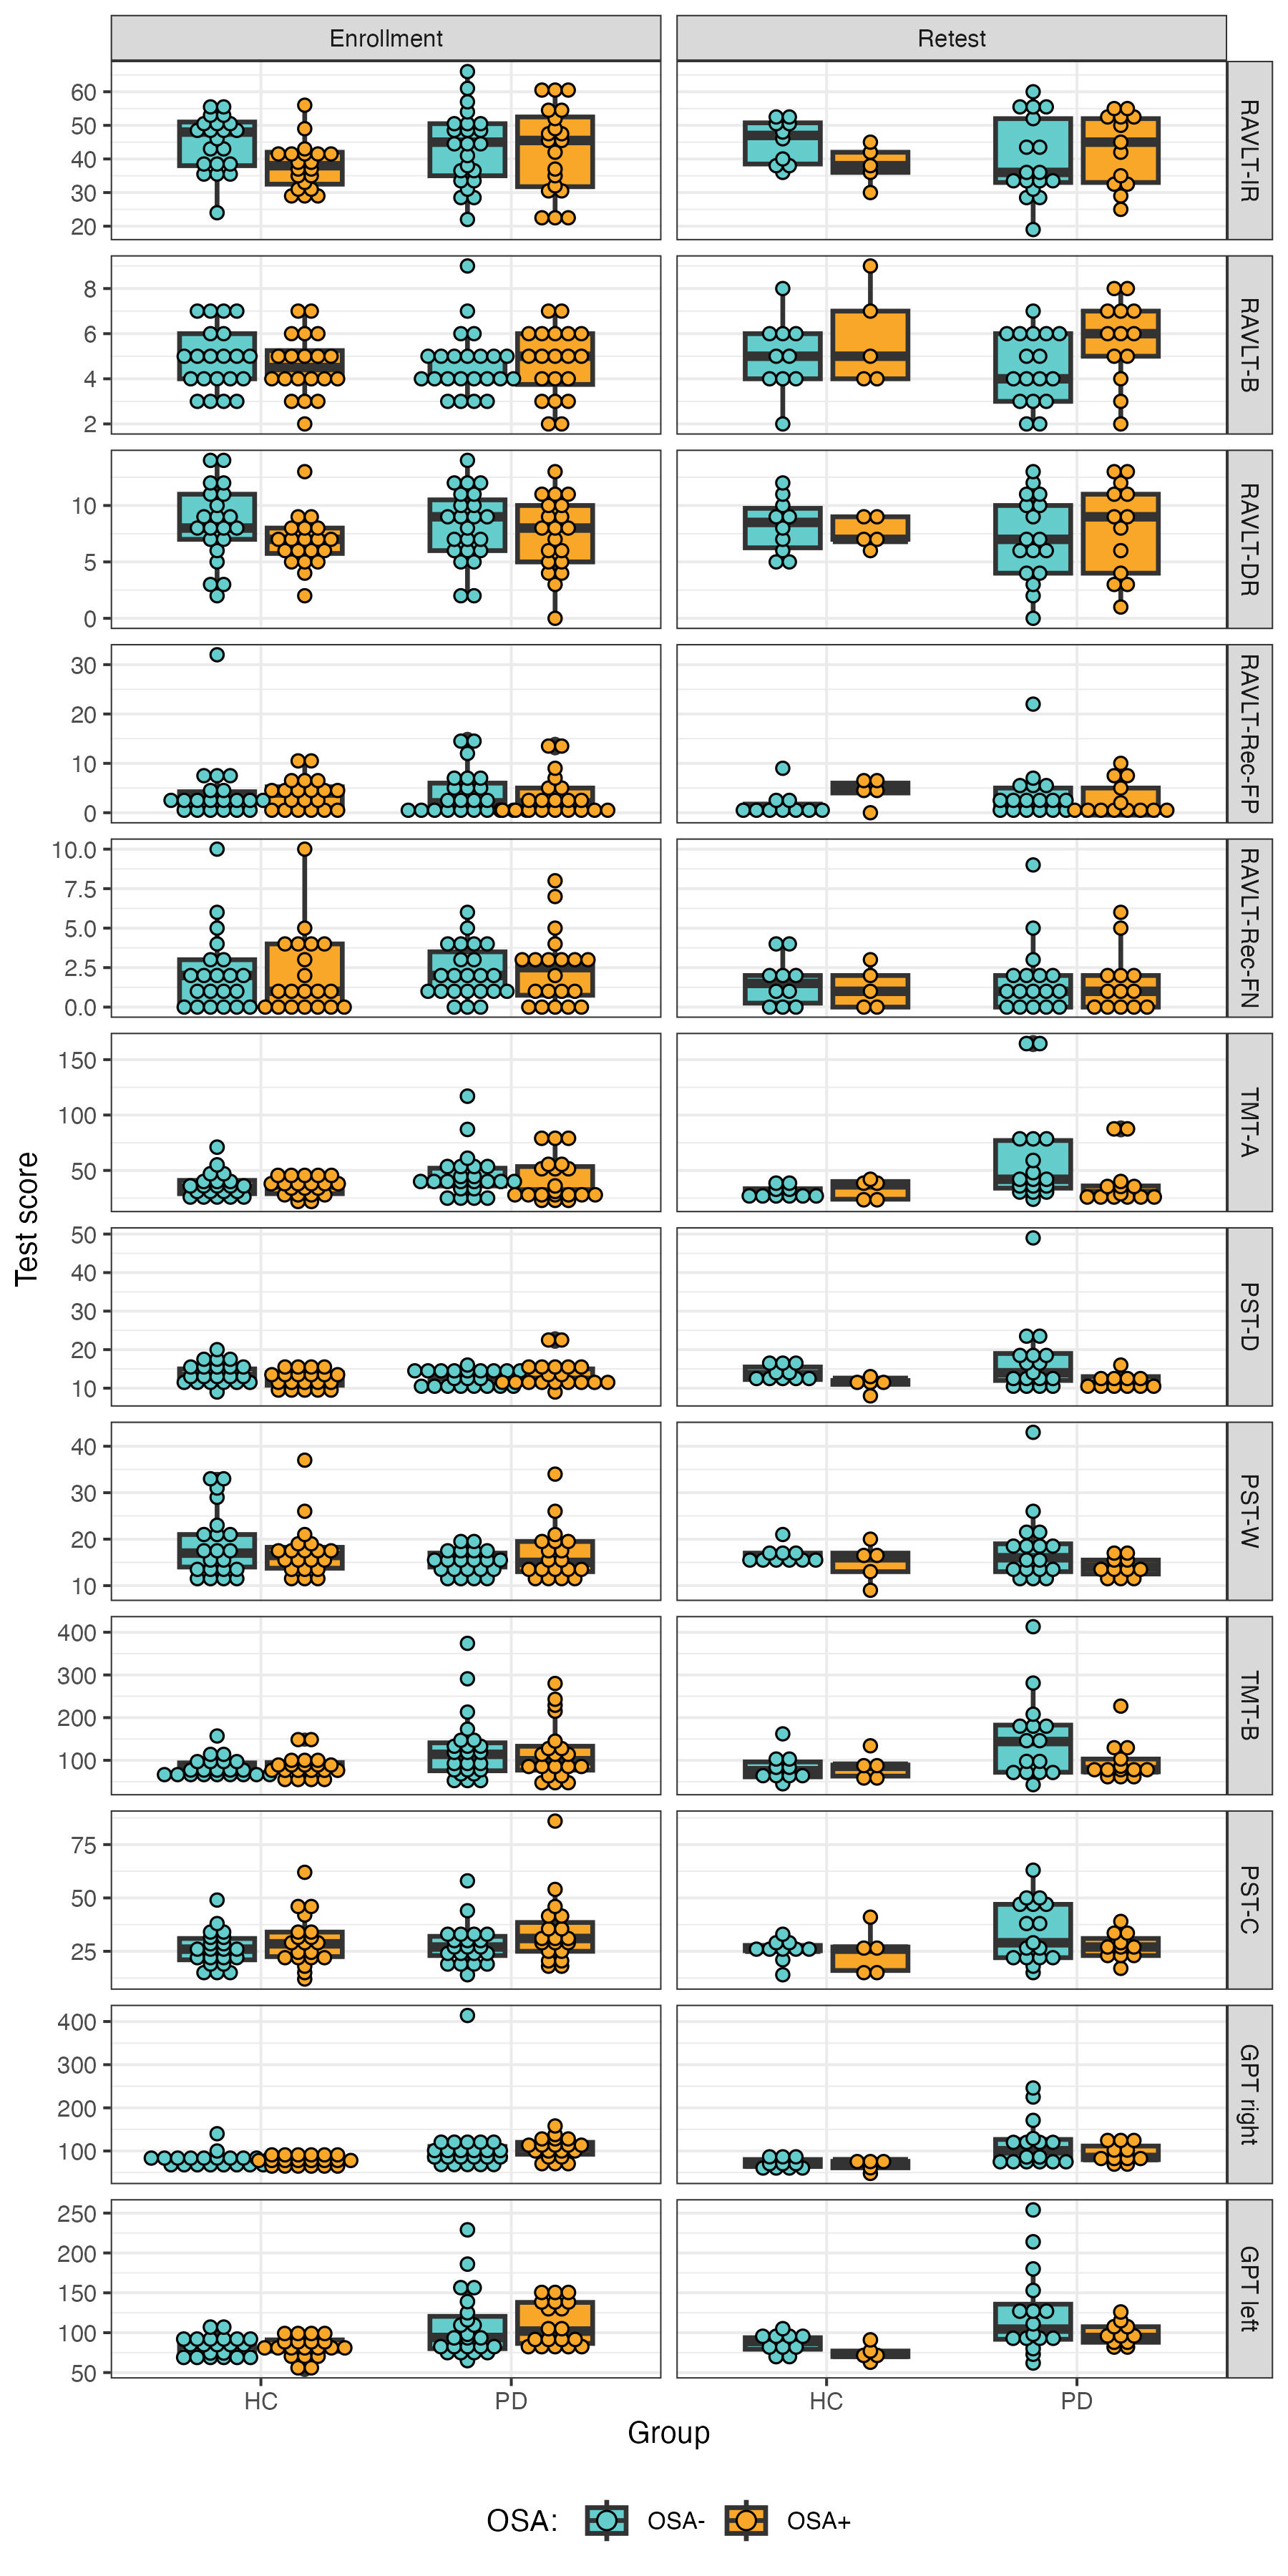 Enrollment
Retest
60
50
40
30
20
RAVLT-IR
8
6
4
2
RAVLT-B
10
5
0
RAVLT-DR
30
20
10
0
RAVLT-Rec-FP
10.0
7.5
5.0
2.5
0.0
RAVLT-Rec-FN
150
100
50
TMT-A
Test score
50
40
30
20
10
PST-D
40
30
20
10
PST-W
400
300
200
100
TMT-B
75
50
25
PST-C
400
300
200
100
GPT right
250
200
150
100
50
GPT left
HC
PD
HC
PD
Group
OSA:
OSA-
OSA+